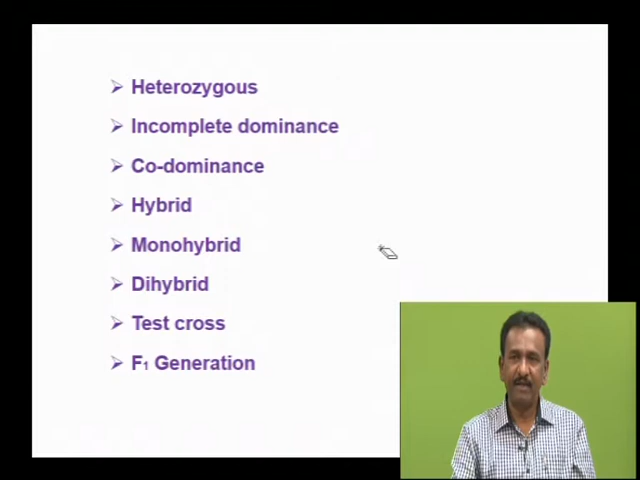 Heterozygous
Incomplete dominance
Co-dominance
Hybrid
Monohybrid
Dihybrid
Test cross
F₁ Generation